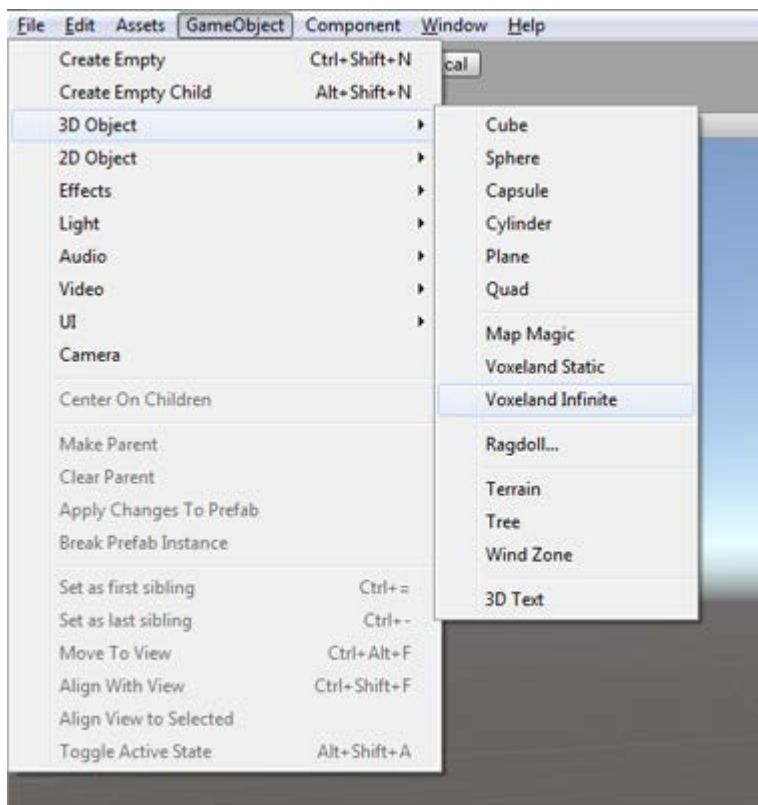 File Edit Assets GameObject Component Window Help
Create Empty Ctrl+Shift+N
Create Empty Child Alt+Shift+N
3D Object
2D Object
Effects
Light
Audio
Video
UI
Camera
Center On Children
Make Parent
Clear Parent
Apply Changes To Prefab
Break Prefab Instance
Set as first sibling Ctrl+=
Set as last sibling Ctrl+-
Move To View Ctrl+Alt+F
Align With View Ctrl+Shift+F
Align View to Selected
Toggle Active State Alt+Shift+A
cal
Cube
Sphere
Capsule
Cylinder
Plane
Quad
Map Magic
Voxeland Static
Voxeland Infinite
Ragdoll...
Terrain
Tree
Wind Zone
3D Text